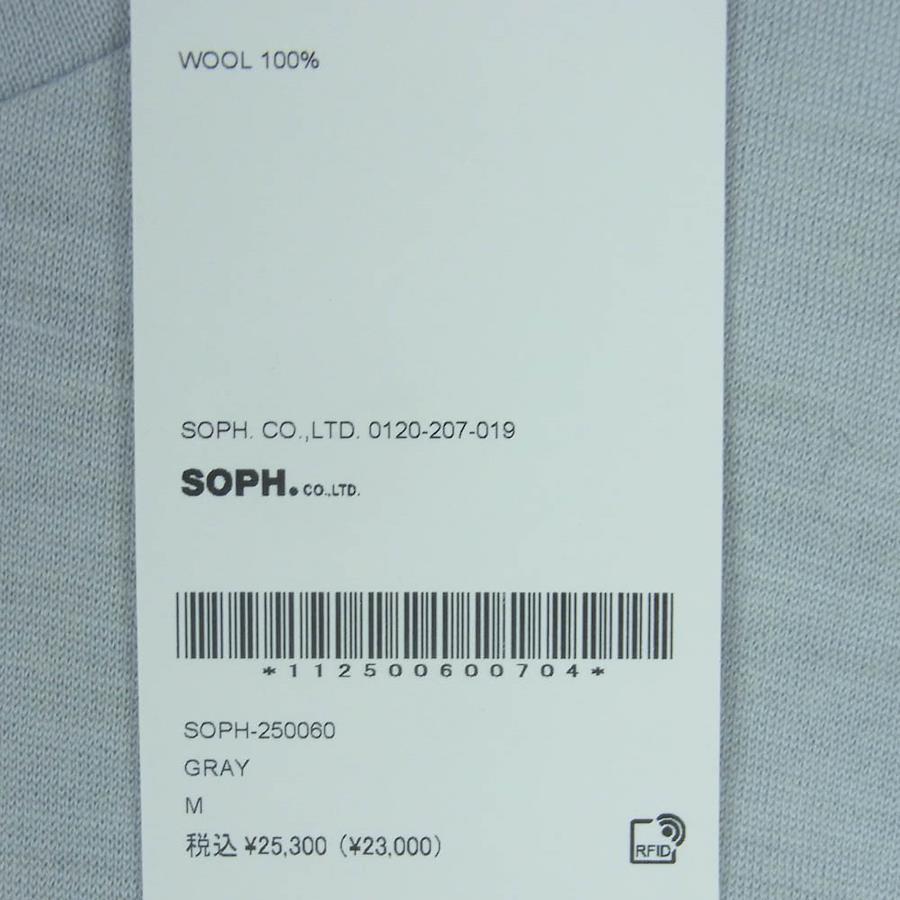 WOOL 100%
SOPH. CO.,LTD. 0120-207-019
SOPH. CO.,LTD.
*112500600704*
SOPH-250060
GRAY
M
税込 ¥25,300 (¥23,000)
RFID